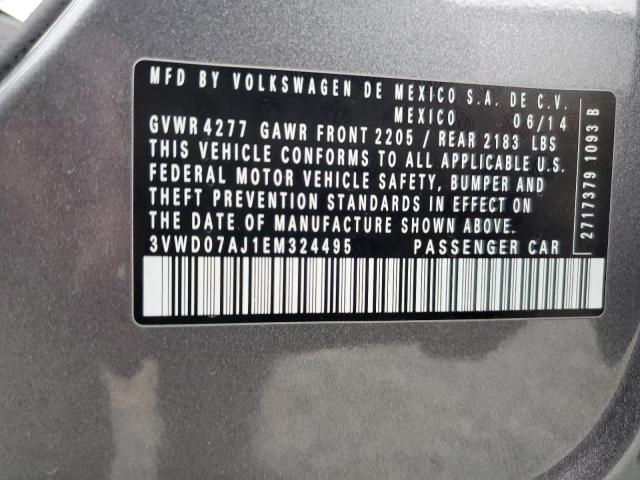 MFD BY VOLKSWAGEN DE MEXICO S.A. DE C.V.
MEXICO 06/14
GVWR 4277 GAWR FRONT 2205 / REAR 2183 LBS
THIS VEHICLE CONFORMS TO ALL APPLICABLE U.S.
FEDERAL MOTOR VEHICLE SAFETY, BUMPER AND
THEFT PREVENTION STANDARDS IN EFFECT ON
THE DATE OF MANUFACTURE SHOWN ABOVE.
3VWD07AJ1EM324495 PASSENGER CAR
2717379 1093 B